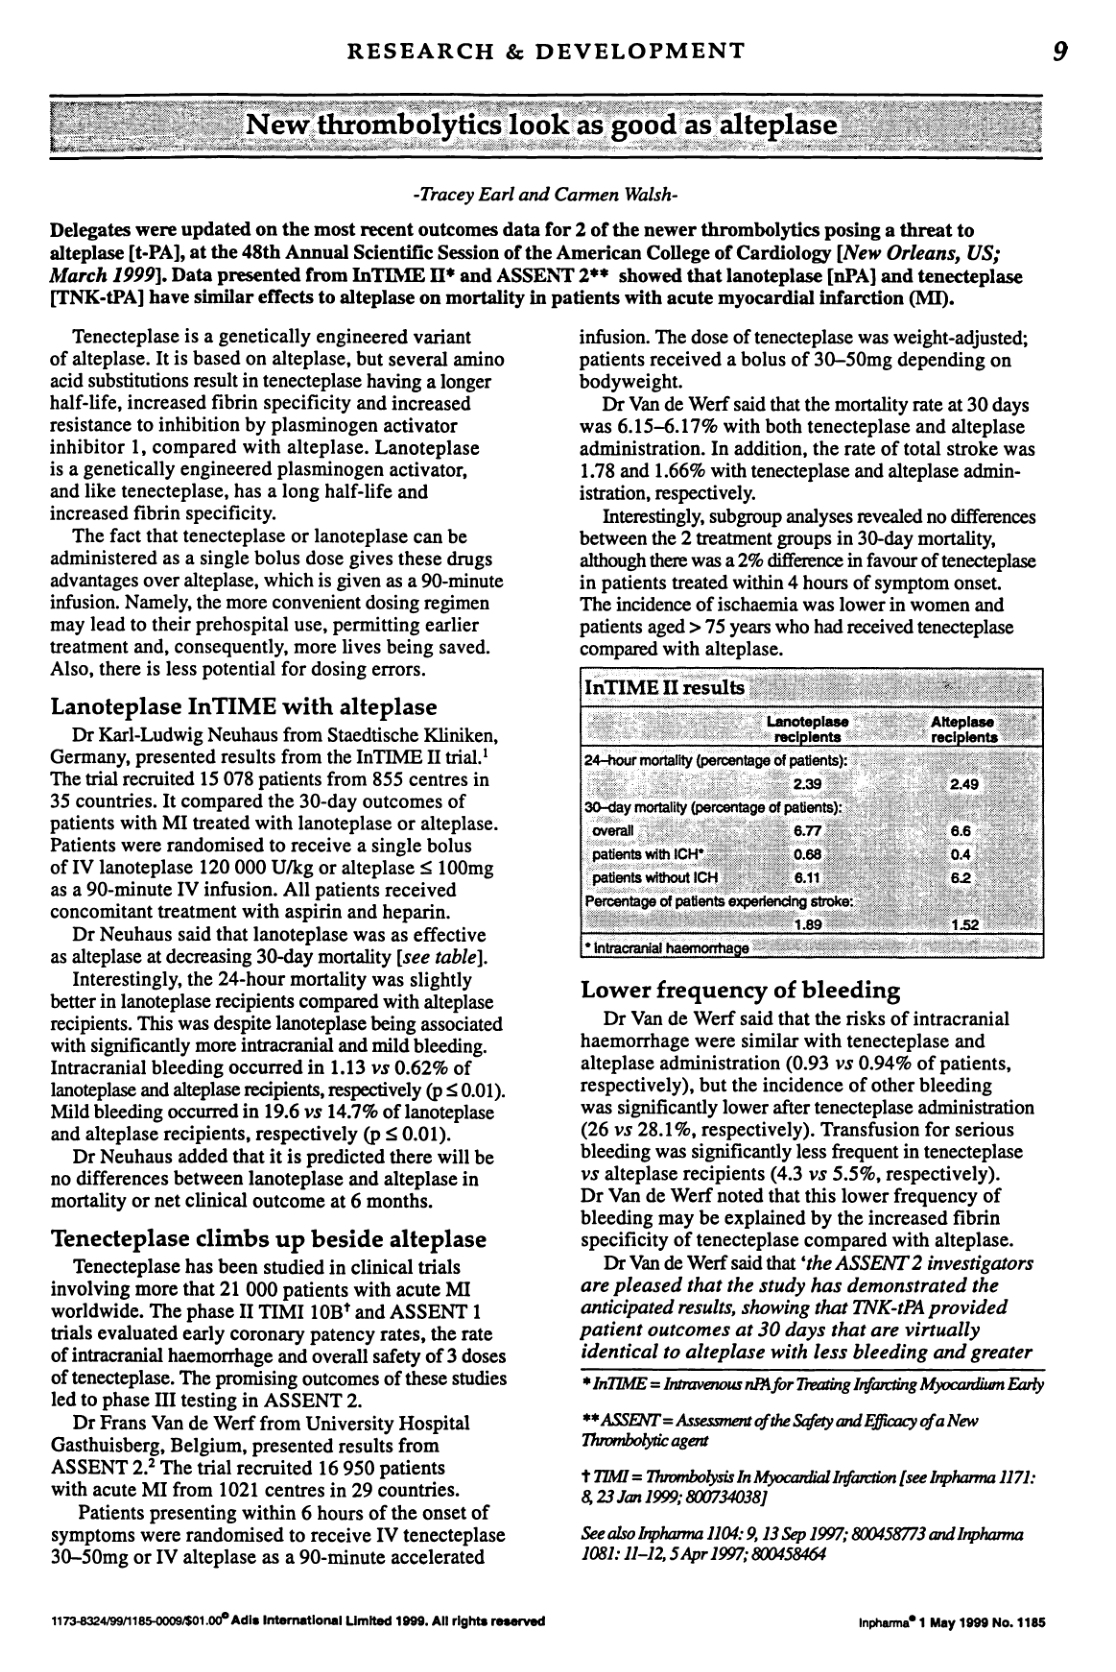 RESEARCH & DEVELOPMENT
9
New thrombolytics look as good as alteplase
-Tracey Earl and Carmen Walsh-
Delegates were updated on the most recent outcomes data for 2 of the newer thrombolytics posing a threat to
alteplase [t-PA], at the 48th Annual Scientific Session of the American College of Cardiology [New Orleans, US;
March 1999]. Data presented from InTIME II* and ASSENT 2** showed that lanoteplase [nPA] and tenecteplase
[TNK-tPA] have similar effects to alteplase on mortality in patients with acute myocardial infarction (MI).
Tenecteplase is a genetically engineered variant
of alteplase. It is based on alteplase, but several amino
acid substitutions result in tenecteplase having a longer
half-life, increased fibrin specificity and increased
resistance to inhibition by plasminogen activator
inhibitor 1, compared with alteplase. Lanoteplase
is a genetically engineered plasminogen activator,
and like tenecteplase, has a long half-life and
increased fibrin specificity.
The fact that tenecteplase or lanoteplase can be
administered as a single bolus dose gives these drugs
advantages over alteplase, which is given as a 90-minute
infusion. Namely, the more convenient dosing regimen
may lead to their prehospital use, permitting earlier
treatment and, consequently, more lives being saved.
Also, there is less potential for dosing errors.
Lanoteplase InTIME with alteplase
Dr Karl-Ludwig Neuhaus from Staedtische Kliniken,
Germany, presented results from the InTIME II trial.1
The trial recruited 15 078 patients from 855 centres in
35 countries. It compared the 30-day outcomes of
patients with MI treated with lanoteplase or alteplase.
Patients were randomised to receive a single bolus
of IV lanoteplase 120 000 U/kg or alteplase ≤ 100mg
as a 90-minute IV infusion. All patients received
concomitant treatment with aspirin and heparin.
Dr Neuhaus said that lanoteplase was as effective
as alteplase at decreasing 30-day mortality [see table].
Interestingly, the 24-hour mortality was slightly
better in lanoteplase recipients compared with alteplase
recipients. This was despite lanoteplase being associated
with significantly more intracranial and mild bleeding.
Intracranial bleeding occurred in 1.13 vs 0.62% of
lanoteplase and alteplase recipients, respectively (p ≤ 0.01).
Mild bleeding occurred in 19.6 vs 14.7% of lanoteplase
and alteplase recipients, respectively (p ≤ 0.01).
Dr Neuhaus added that it is predicted there will be
no differences between lanoteplase and alteplase in
mortality or net clinical outcome at 6 months.
Tenecteplase climbs up beside alteplase
Tenecteplase has been studied in clinical trials
involving more that 21 000 patients with acute MI
worldwide. The phase II TIMI 10B† and ASSENT 1
trials evaluated early coronary patency rates, the rate
of intracranial haemorrhage and overall safety of 3 doses
of tenecteplase. The promising outcomes of these studies
led to phase III testing in ASSENT 2.
Dr Frans Van de Werf from University Hospital
Gasthuisberg, Belgium, presented results from
ASSENT 2.2 The trial recruited 16 950 patients
with acute MI from 1021 centres in 29 countries.
Patients presenting within 6 hours of the onset of
symptoms were randomised to receive IV tenecteplase
30–50mg or IV alteplase as a 90-minute accelerated
infusion. The dose of tenecteplase was weight-adjusted;
patients received a bolus of 30–50mg depending on
bodyweight.
Dr Van de Werf said that the mortality rate at 30 days
was 6.15–6.17% with both tenecteplase and alteplase
administration. In addition, the rate of total stroke was
1.78 and 1.66% with tenecteplase and alteplase admin-
istration, respectively.
Interestingly, subgroup analyses revealed no differences
between the 2 treatment groups in 30-day mortality,
although there was a 2% difference in favour of tenecteplase
in patients treated within 4 hours of symptom onset.
The incidence of ischaemia was lower in women and
patients aged > 75 years who had received tenecteplase
compared with alteplase.
InTIME II results
Lanoteplase Alteplase
recipients recipients
24–hour mortality (percentage of patients):
2.39 2.49
30–day mortality (percentage of patients):
overall 6.77 6.6
patients with ICH* 0.68 0.4
patients without ICH 6.11 6.2
Percentage of patients experiencing stroke:
1.89 1.52
* Intracranial haemorrhage
Lower frequency of bleeding
Dr Van de Werf said that the risks of intracranial
haemorrhage were similar with tenecteplase and
alteplase administration (0.93 vs 0.94% of patients,
respectively), but the incidence of other bleeding
was significantly lower after tenecteplase administration
(26 vs 28.1%, respectively). Transfusion for serious
bleeding was significantly less frequent in tenecteplase
vs alteplase recipients (4.3 vs 5.5%, respectively).
Dr Van de Werf noted that this lower frequency of
bleeding may be explained by the increased fibrin
specificity of tenecteplase compared with alteplase.
Dr Van de Werf said that 'the ASSENT 2 investigators
are pleased that the study has demonstrated the
anticipated results, showing that TNK-tPA provided
patient outcomes at 30 days that are virtually
identical to alteplase with less bleeding and greater
* InTIME = Intravenous nPA for Treating Infarcting Myocardium Early
** ASSENT = Assessment of the Safety and Efficacy of a New
Thrombolytic agent
† TIMI = Thrombolysis In Myocardial Infarction [see Inpharma 1171:
8, 23 Jan 1999; 800734038]
See also Inpharma 1104: 9, 13 Sep 1997; 800458773 and Inpharma
1081: 11–12, 5 Apr 1997; 800458464
1173-8324/99/1185-0009/$01.00© Adis International Limited 1999. All rights reserved
Inpharma® 1 May 1999 No. 1185